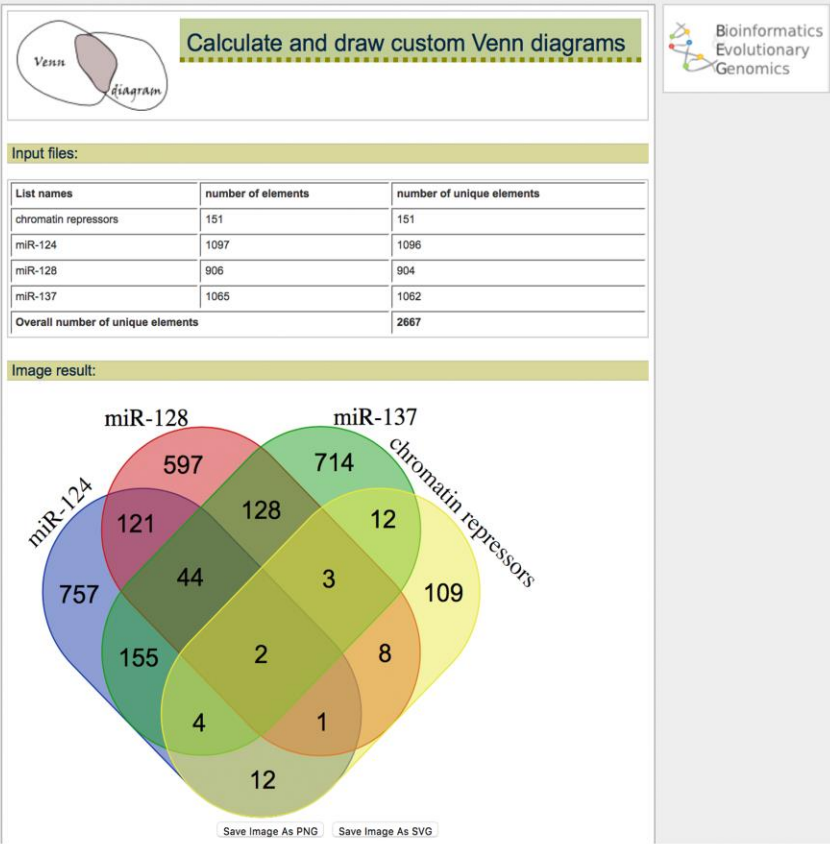 Venn
diagram
Calculate and draw custom Venn diagrams
Bioinformatics
Evolutionary
Genomics
Input files:
List names number of elements number of unique elements
chromatin repressors 151 151
miR-124 1097 1096
miR-128 906 904
miR-137 1065 1062
Overall number of unique elements 2667
Image result:
miR-128 miR-137
chromatin repressors
miR-124
597 714
121 128 12
44 3
757 109
155 2 8
4 1
12
Save Image As PNG Save Image As SVG